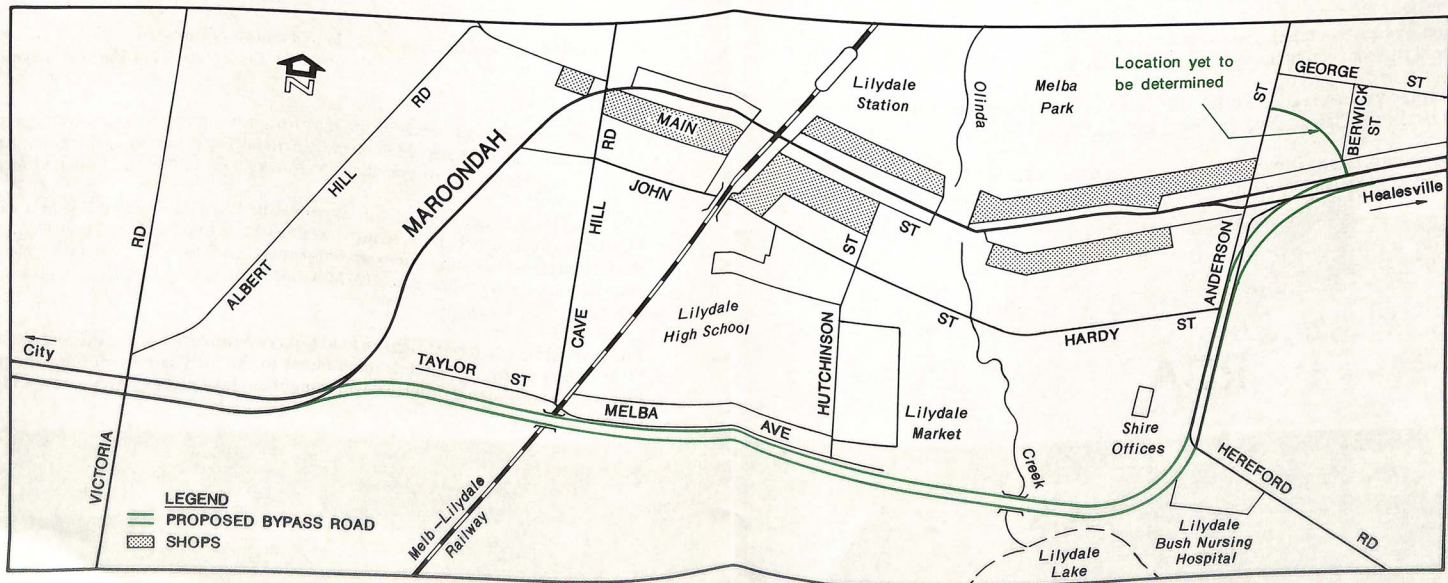 N
VICTORIA RD
ALBERT HILL RD
MAROONDAH
MAIN
ST
CAVE HILL RD
JOHN
ST
Lilydale
Station
Olinda
Creek
Melba
Park
Location yet to
be determined
GEORGE ST
BERWICK ST
ANDERSON ST
Healesville
City
TAYLOR ST
MELBA AVE
Lilydale
High School
HUTCHINSON ST
HARDY ST
Lilydale
Market
Shire
Offices
HEREFORD RD
Lilydale
Bush Nursing
Hospital
Lilydale
Lake
Melb-Lilydale
Railway
LEGEND
PROPOSED BYPASS ROAD
SHOPS